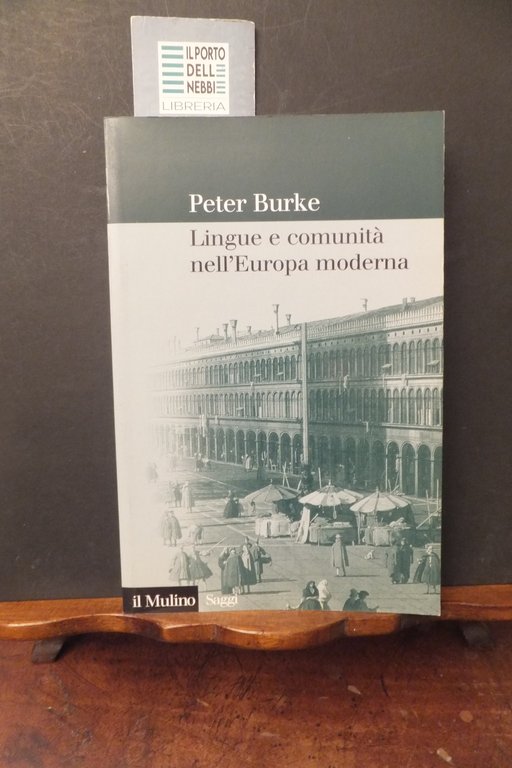 IL PORTO
DELL
NEBBI
LIBRERIA
Peter Burke
Lingue e comunità
nell'Europa moderna
il Mulino Saggi